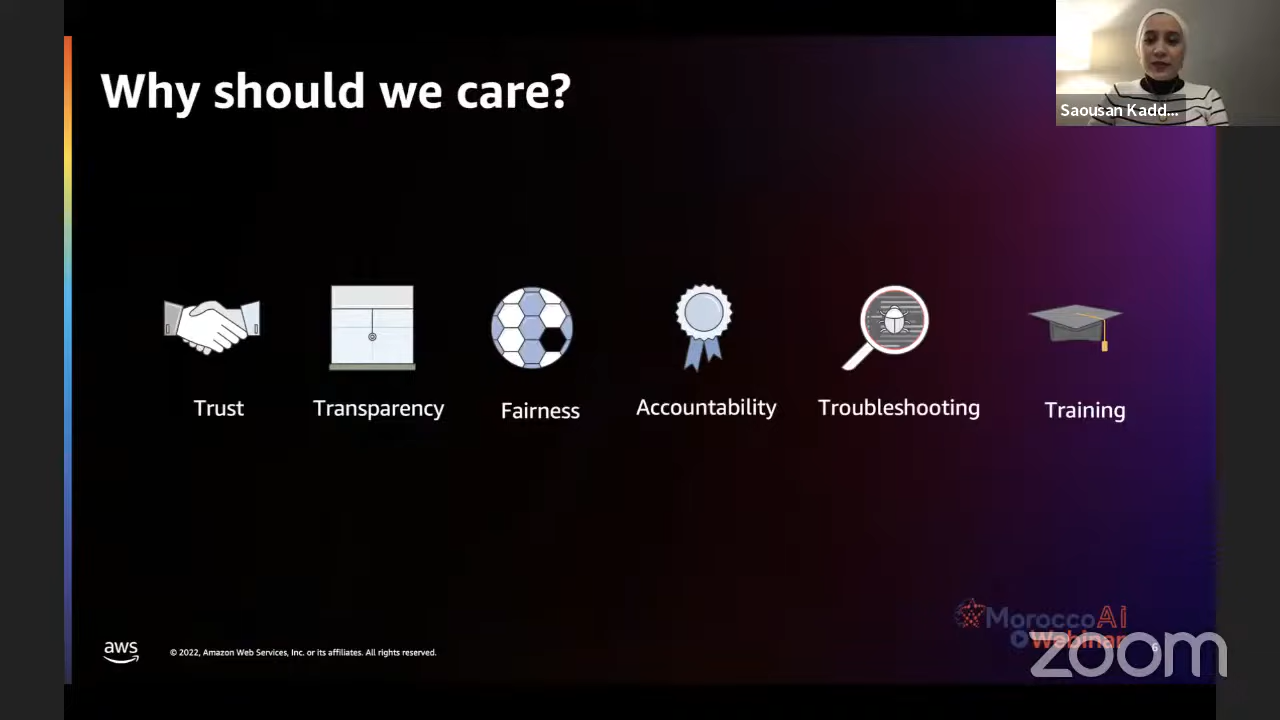 Why should we care?
Saousan Kadd...
Trust
Transparency
Fairness
Accountability
Troubleshooting
Training
MoroccoAI
Webinar
aws
© 2022, Amazon Web Services, Inc. or its affiliates. All rights reserved.
6
zoom